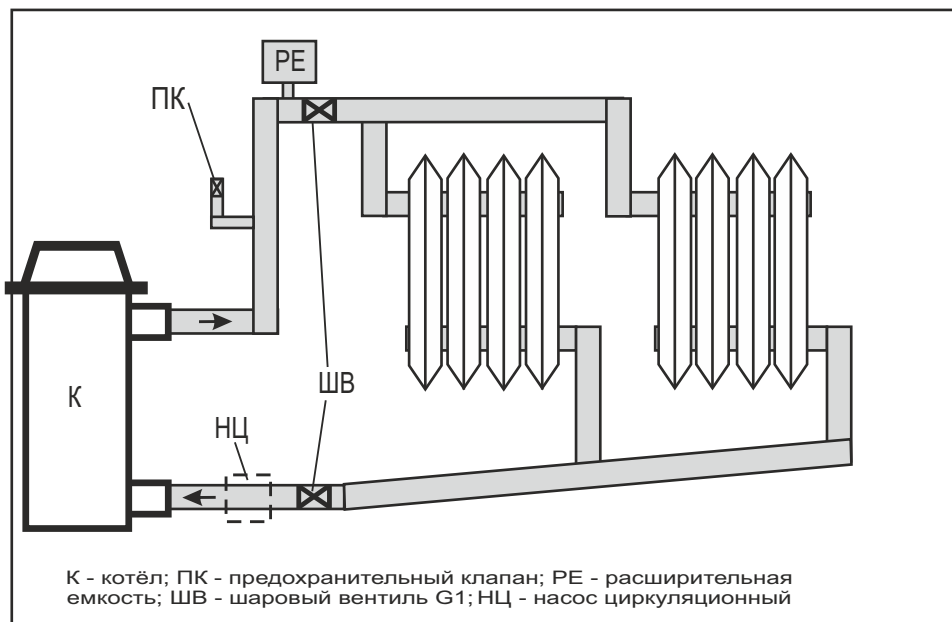 РЕ
ПК
ШВ
К
НЦ
К - котёл; ПК - предохранительный клапан; РЕ - расширительная
емкость; ШВ - шаровый вентиль G1; НЦ - насос циркуляционный